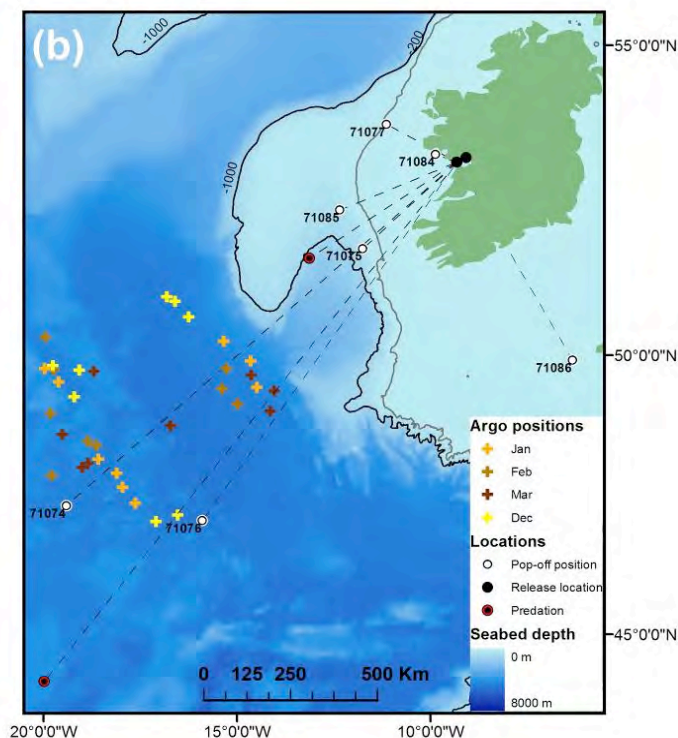 (b)
-1000
-200
55°0'0"N
71077
71084
-1000
71085
71075
50°0'0"N
71086
Argo positions
Jan
Feb
Mar
Dec
71074
71076
Locations
Pop-off position
Release location
Predation
Seabed depth
0 m
8000 m
45°0'0"N
0 125 250 500 Km
20°0'0"W 15°0'0"W 10°0'0"W